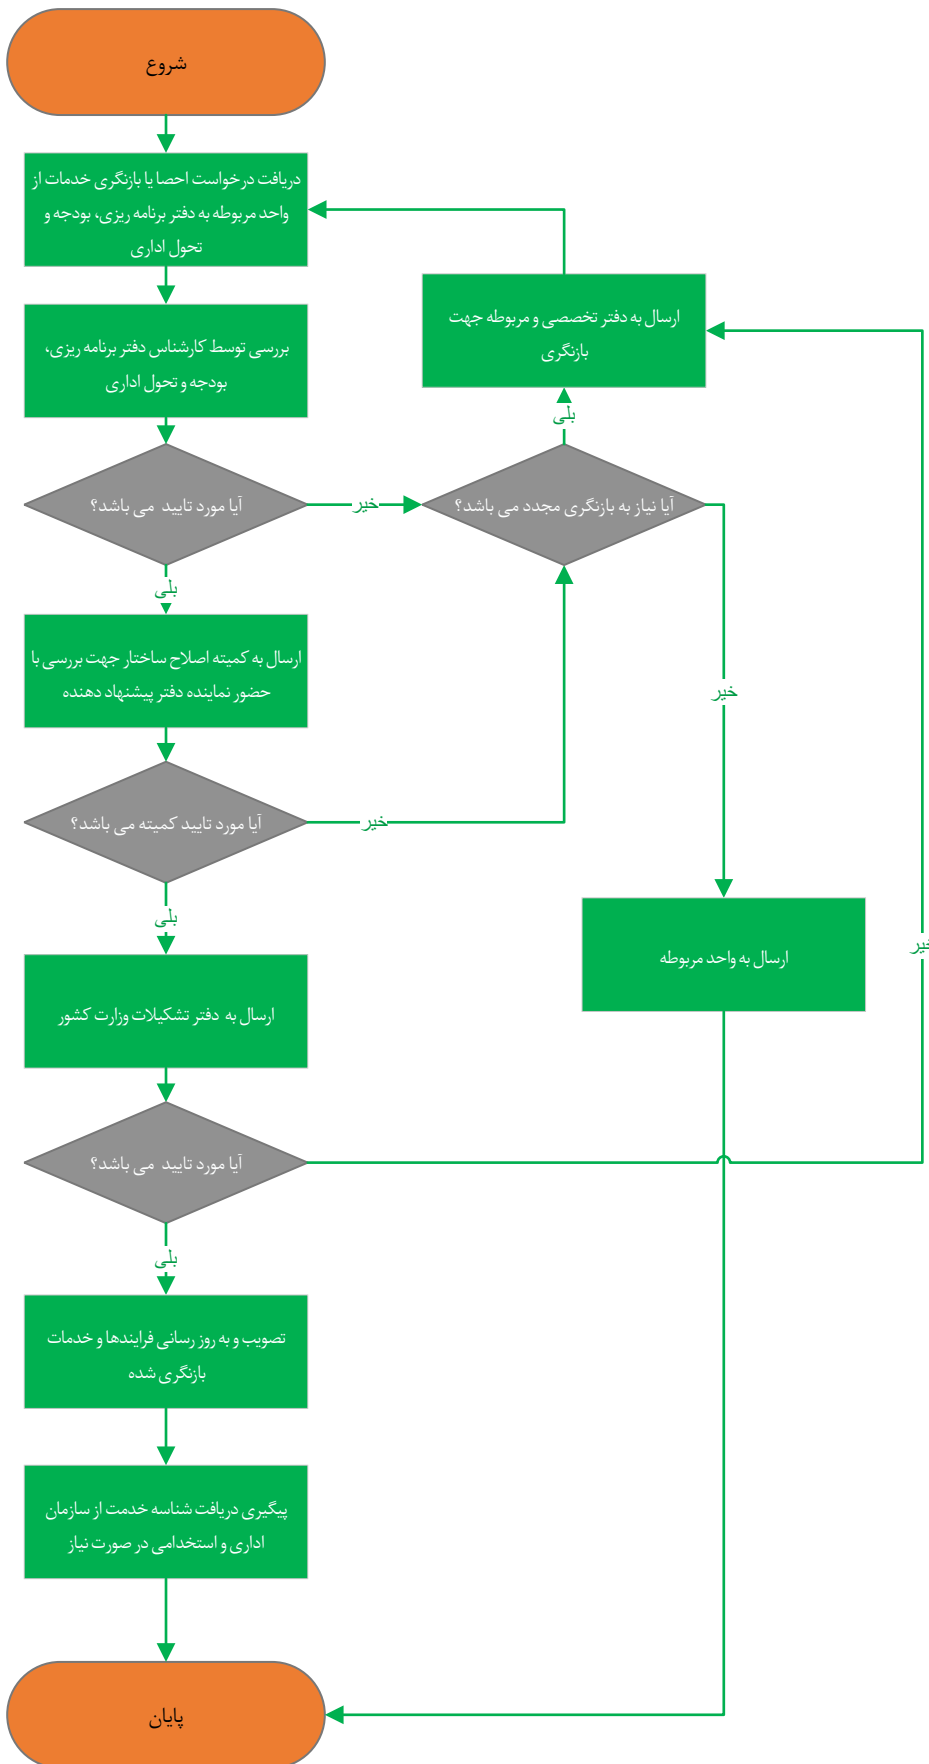 شروع
دریافت درخواست احصا یا بازنگری خدمات از
واحد مربوطه به دفتر برنامه ریزی، بودجه و
تحول اداری
ارسال به دفتر تخصصی و مربوطه جهت
بازنگری
بررسی توسط کارشناس دفتر برنامه ریزی،
بودجه و تحول اداری
بلی
آیا مورد تایید می باشد؟
خیر
آیا نیاز به بازنگری مجدد می باشد؟
بلی
ارسال به کمیته اصلاح ساختار جهت بررسی با
حضور نماینده دفتر پیشنهاد دهنده
خیر
آیا مورد تایید کمیته می باشد؟
خیر
بلی
ارسال به واحد مربوطه
خیر
ارسال به دفتر تشکیلات وزارت کشور
آیا مورد تایید می باشد؟
بلی
تصویب و به روز رسانی فرایندها و خدمات
بازنگری شده
پیگیری دریافت شناسه خدمت از سازمان
اداری و استخدامی در صورت نیاز
پایان